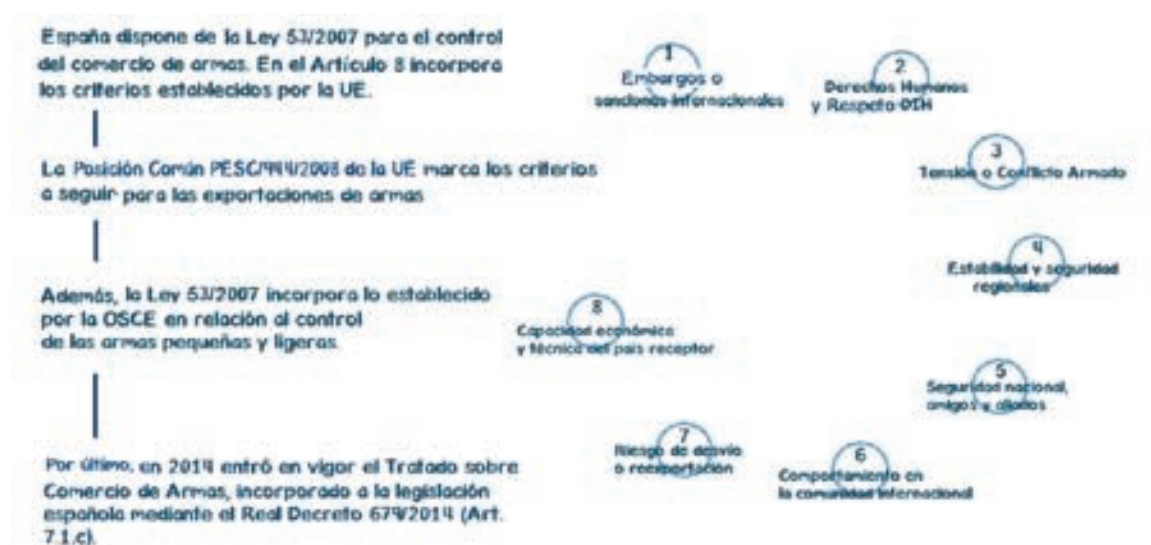 España dispone de la Ley 53/2007 para el control
del comercio de armas. En el Artículo 8 incorpora
los criterios establecidos por la UE.
La Posición Común PESC/944/2008 de la UE marca los criterios
a seguir para las exportaciones de armas
Además, la Ley 53/2007 incorpora lo establecido
por la OSCE en relación al control
de las armas pequeñas y ligeras.
Por último, en 2014 entró en vigor el Tratado sobre
Comercio de Armas, incorporado a la legislación
española mediante el Real Decreto 679/2014 (Art.
7.1.c).
1
Embargos o
sanciones internacionales
2
Derechos Humanos
y Respeto DIH
3
Tensión o Conflicto Armado
4
Estabilidad y seguridad
regionales
5
Seguridad nacional,
amigos y aliados
6
Comportamiento en
la comunidad internacional
7
Riesgo de desvío
o reexportación
8
Capacidad económica
y técnica del país receptor